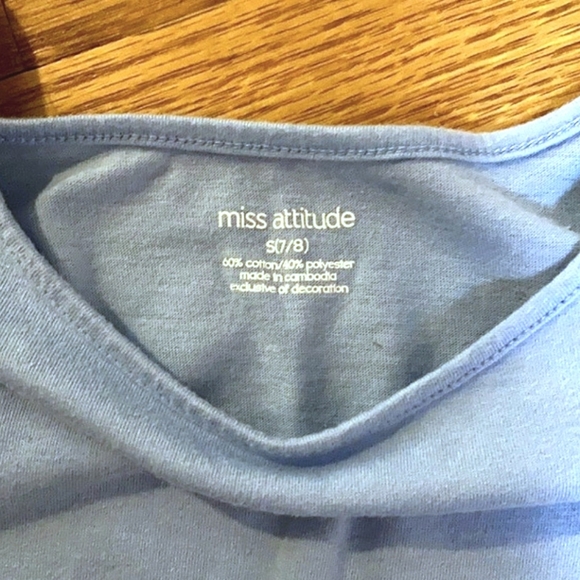 miss attitude
S(7/8)
60% cotton/40% polyester
made in cambodia
exclusive of decoration